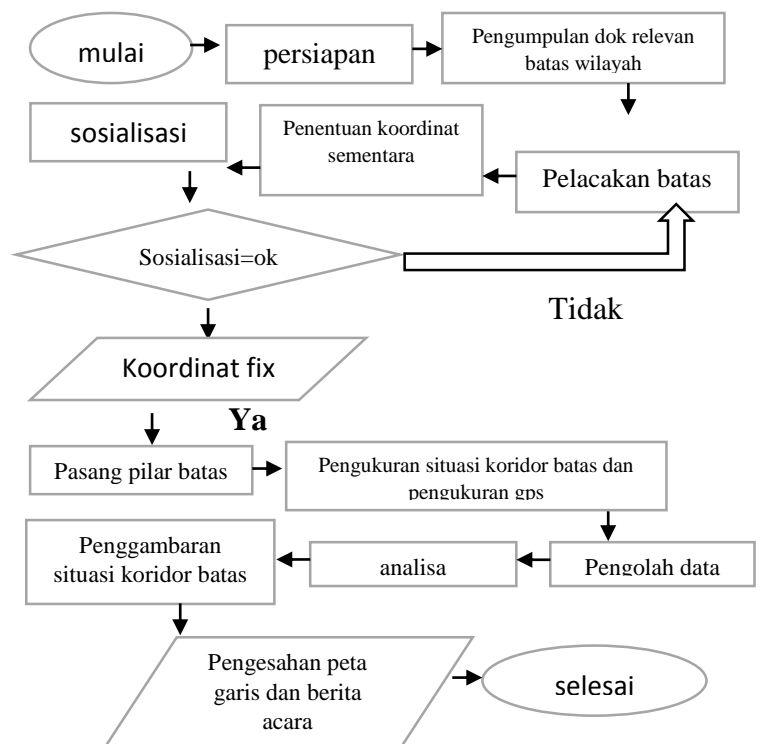 mulai
persiapan
Pengumpulan dok relevan
batas wilayah
sosialisasi
Penentuan koordinat
sementara
Pelacakan batas
Sosialisasi=ok
Tidak
Koordinat fix
Ya
Pasang pilar batas
Pengukuran situasi koridor batas dan
pengukuran gps
Penggambaran
situasi koridor batas
analisa
Pengolah data
Pengesahan peta
garis dan berita
acara
selesai